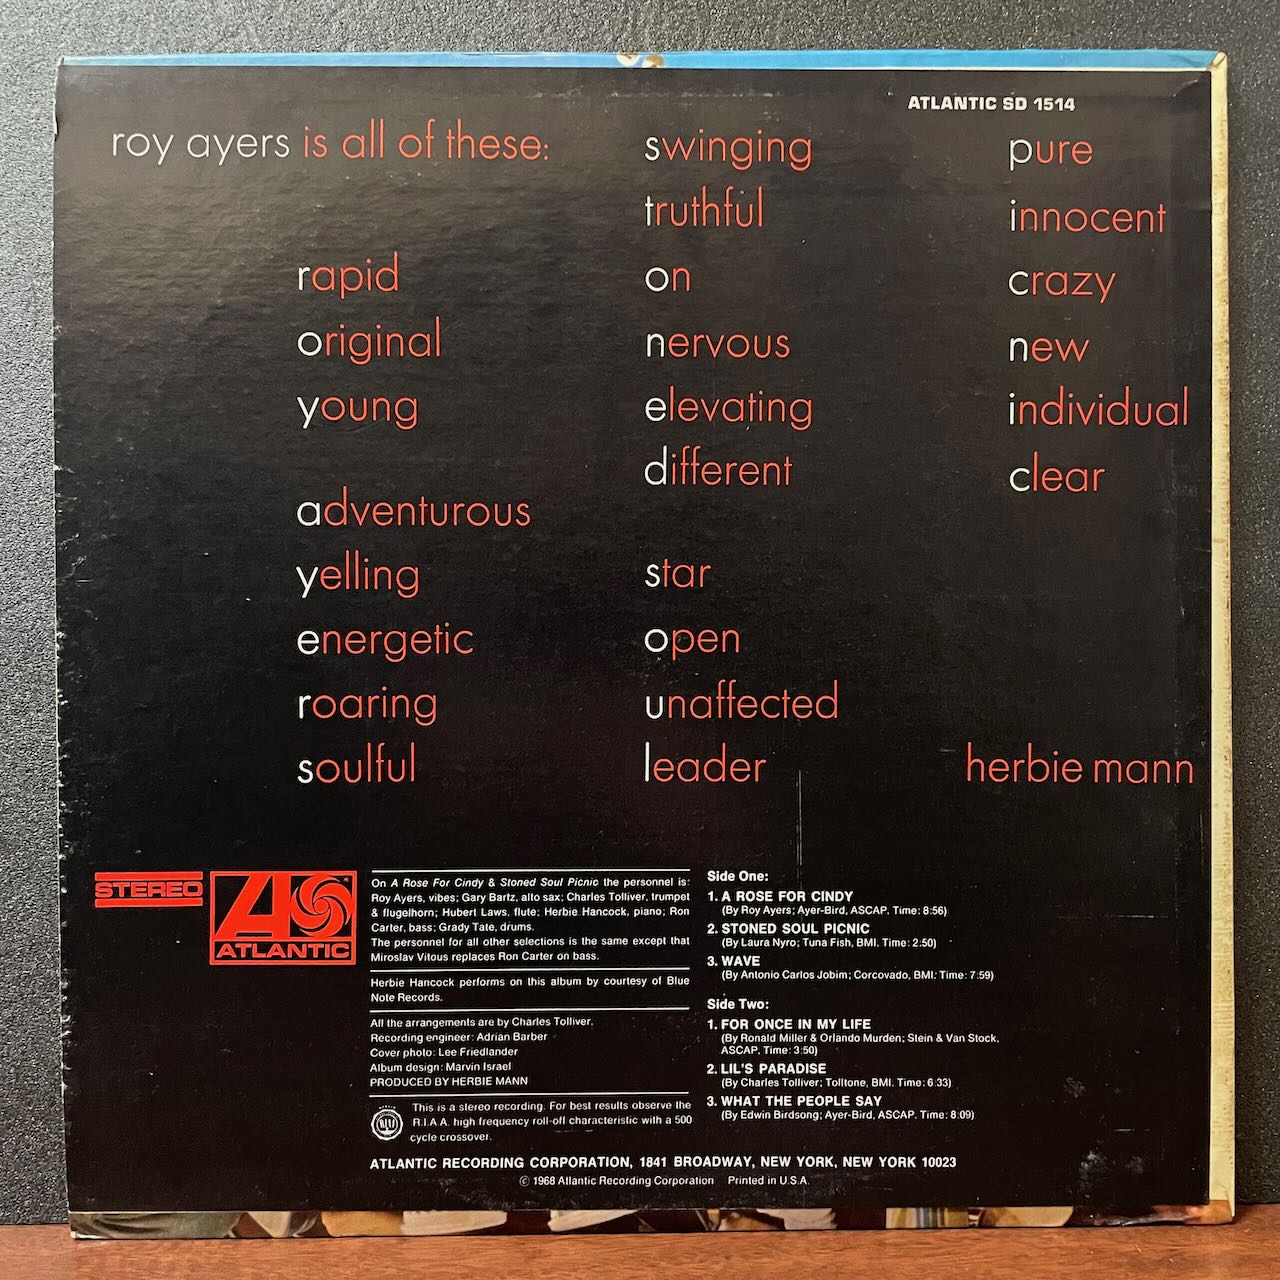 ATLANTIC SD 1514
roy ayers is all of these:
rapid
original
young
adventurous
yelling
energetic
roaring
soulful
swinging
truthful
on
nervous
elevating
different
star
open
unaffected
leader
pure
innocent
crazy
new
individual
clear
herbie mann
STEREO
ATLANTIC
On A Rose For Cindy & Stoned Soul Picnic the personnel is:
Roy Ayers, vibes; Gary Bartz, alto sax; Charles Tolliver, trumpet
& flugelhorn; Hubert Laws, flute; Herbie Hancock, piano; Ron
Carter, bass; Grady Tate, drums.
The personnel for all other selections is the same except that
Miroslav Vitous replaces Ron Carter on bass.
Herbie Hancock performs on this album by courtesy of Blue
Note Records.
All the arrangements are by Charles Tolliver.
Recording engineer: Adrian Barber
Cover photo: Lee Friedlander
Album design: Marvin Israel
PRODUCED BY HERBIE MANN
This is a stereo recording. For best results observe the
R.I.A.A. high frequency roll-off characteristic with a 500
cycle crossover.
Side One:
1. A ROSE FOR CINDY
(By Roy Ayers; Ayer-Bird, ASCAP. Time: 8:56)
2. STONED SOUL PICNIC
(By Laura Nyro; Tuna Fish, BMI. Time: 2:50)
3. WAVE
(By Antonio Carlos Jobim; Corcovado, BMI. Time: 7:59)
Side Two:
1. FOR ONCE IN MY LIFE
(By Ronald Miller & Orlando Murden; Stein & Van Stock,
ASCAP. Time: 3:50)
2. LIL'S PARADISE
(By Charles Tolliver; Tolltone, BMI. Time: 6:33)
3. WHAT THE PEOPLE SAY
(By Edwin Birdsong; Ayer-Bird, ASCAP. Time: 8:09)
ATLANTIC RECORDING CORPORATION, 1841 BROADWAY, NEW YORK, NEW YORK 10023
© 1968 Atlantic Recording Corporation Printed in U.S.A.